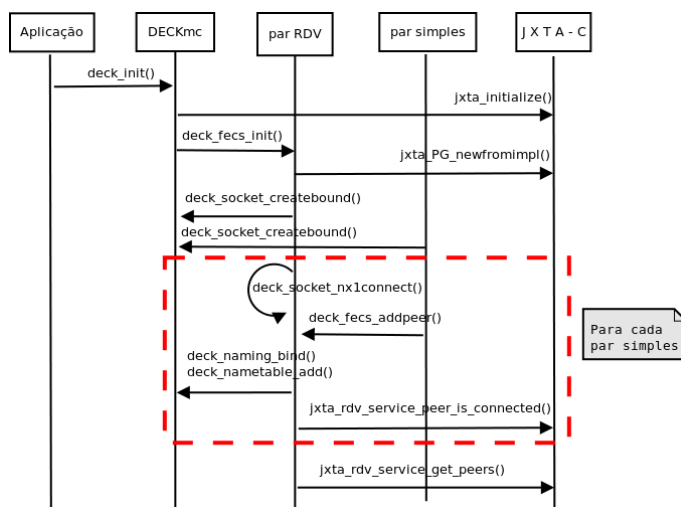 Aplicação
DECKmc
par RDV
par simples
J X T A - C
deck_init()
jxta_initialize()
deck_fecs_init()
jxta_PG_newfromimpl()
deck_socket_createbound()
deck_socket_createbound()
deck_socket_nx1connect()
deck_fecs_addpeer()
Para cada
par simples
deck_naming_bind()
deck_nametable_add()
jxta_rdv_service_peer_is_connected()
jxta_rdv_service_get_peers()